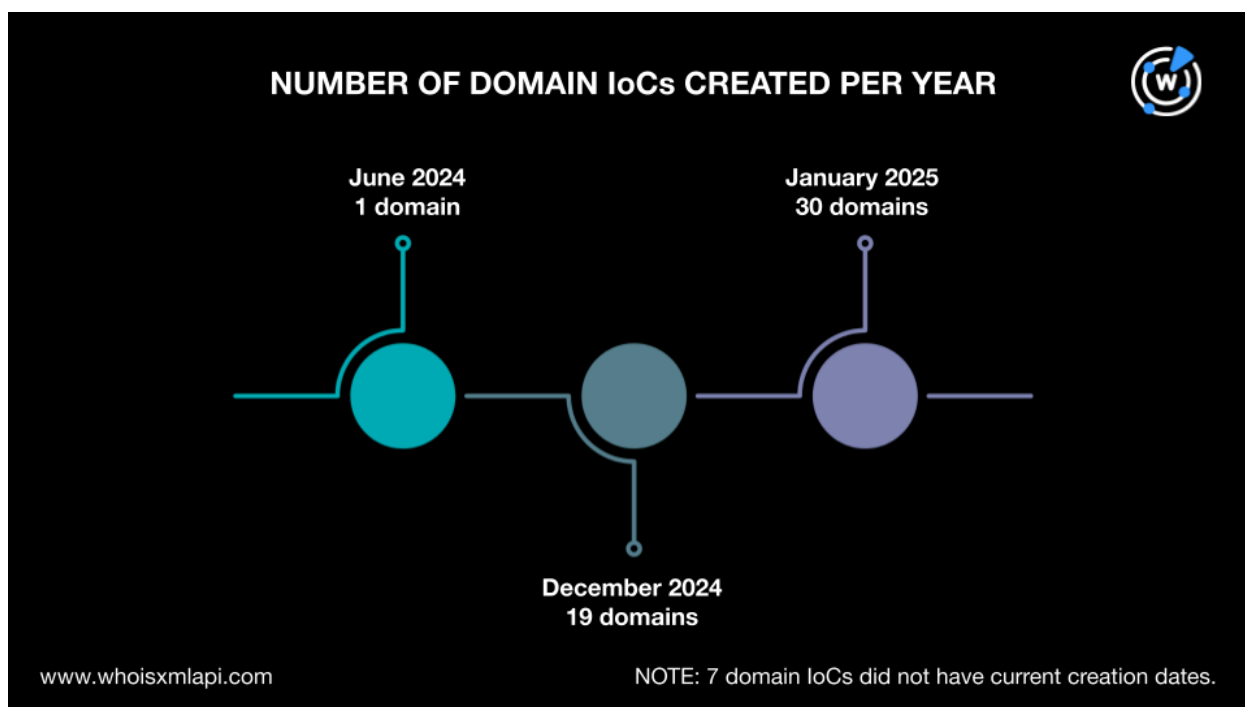 NUMBER OF DOMAIN IoCs CREATED PER YEAR
W
June 2024
1 domain
January 2025
30 domains
December 2024
19 domains
www.whoisxmlapi.com
NOTE: 7 domain IoCs did not have current creation dates.